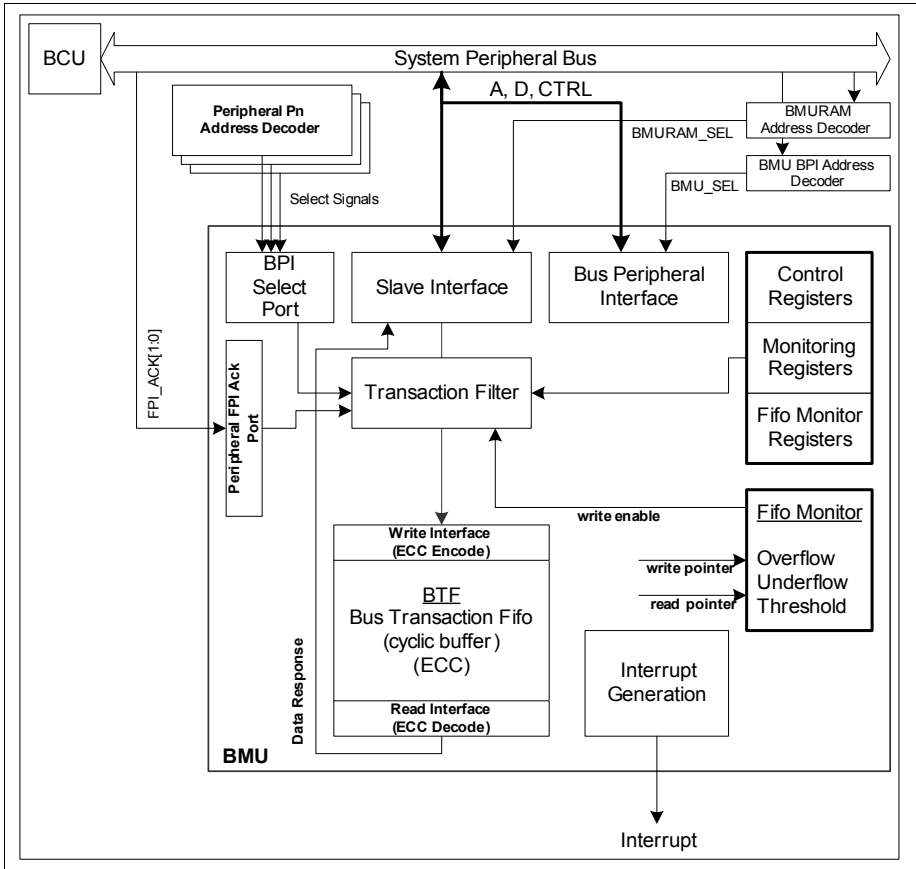 BCU
System Peripheral Bus
A, D, CTRL
Peripheral Pn
Address Decoder
BMURAM
Address Decoder
BMURAM_SEL
BMU BPI Address
Decoder
BMU_SEL
Select Signals
BPI
Select
Port
Slave Interface
Bus Peripheral
Interface
Control
Registers
Monitoring
Registers
Fifo Monitor
Registers
FPI_ACK[1:0]
Peripheral FPI Ack
Port
Transaction Filter
write enable
Fifo Monitor
Overflow
Underflow
Threshold
write pointer
read pointer
Write Interface
(ECC Encode)
BTF
Bus Transaction Fifo
(cyclic buffer)
(ECC)
Read Interface
(ECC Decode)
Data Response
Interrupt
Generation
BMU
Interrupt